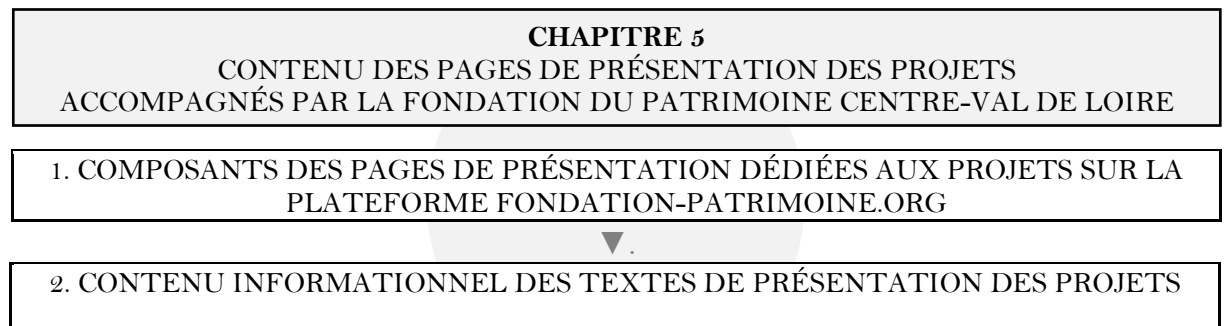 CHAPITRE 5
CONTENU DES PAGES DE PRÉSENTATION DES PROJETS
ACCOMPAGNÉS PAR LA FONDATION DU PATRIMOINE CENTRE-VAL DE LOIRE
1. COMPOSANTS DES PAGES DE PRÉSENTATION DÉDIÉES AUX PROJETS SUR LA
PLATEFORME FONDATION-PATRIMOINE.ORG
▼.
2. CONTENU INFORMATIONNEL DES TEXTES DE PRÉSENTATION DES PROJETS